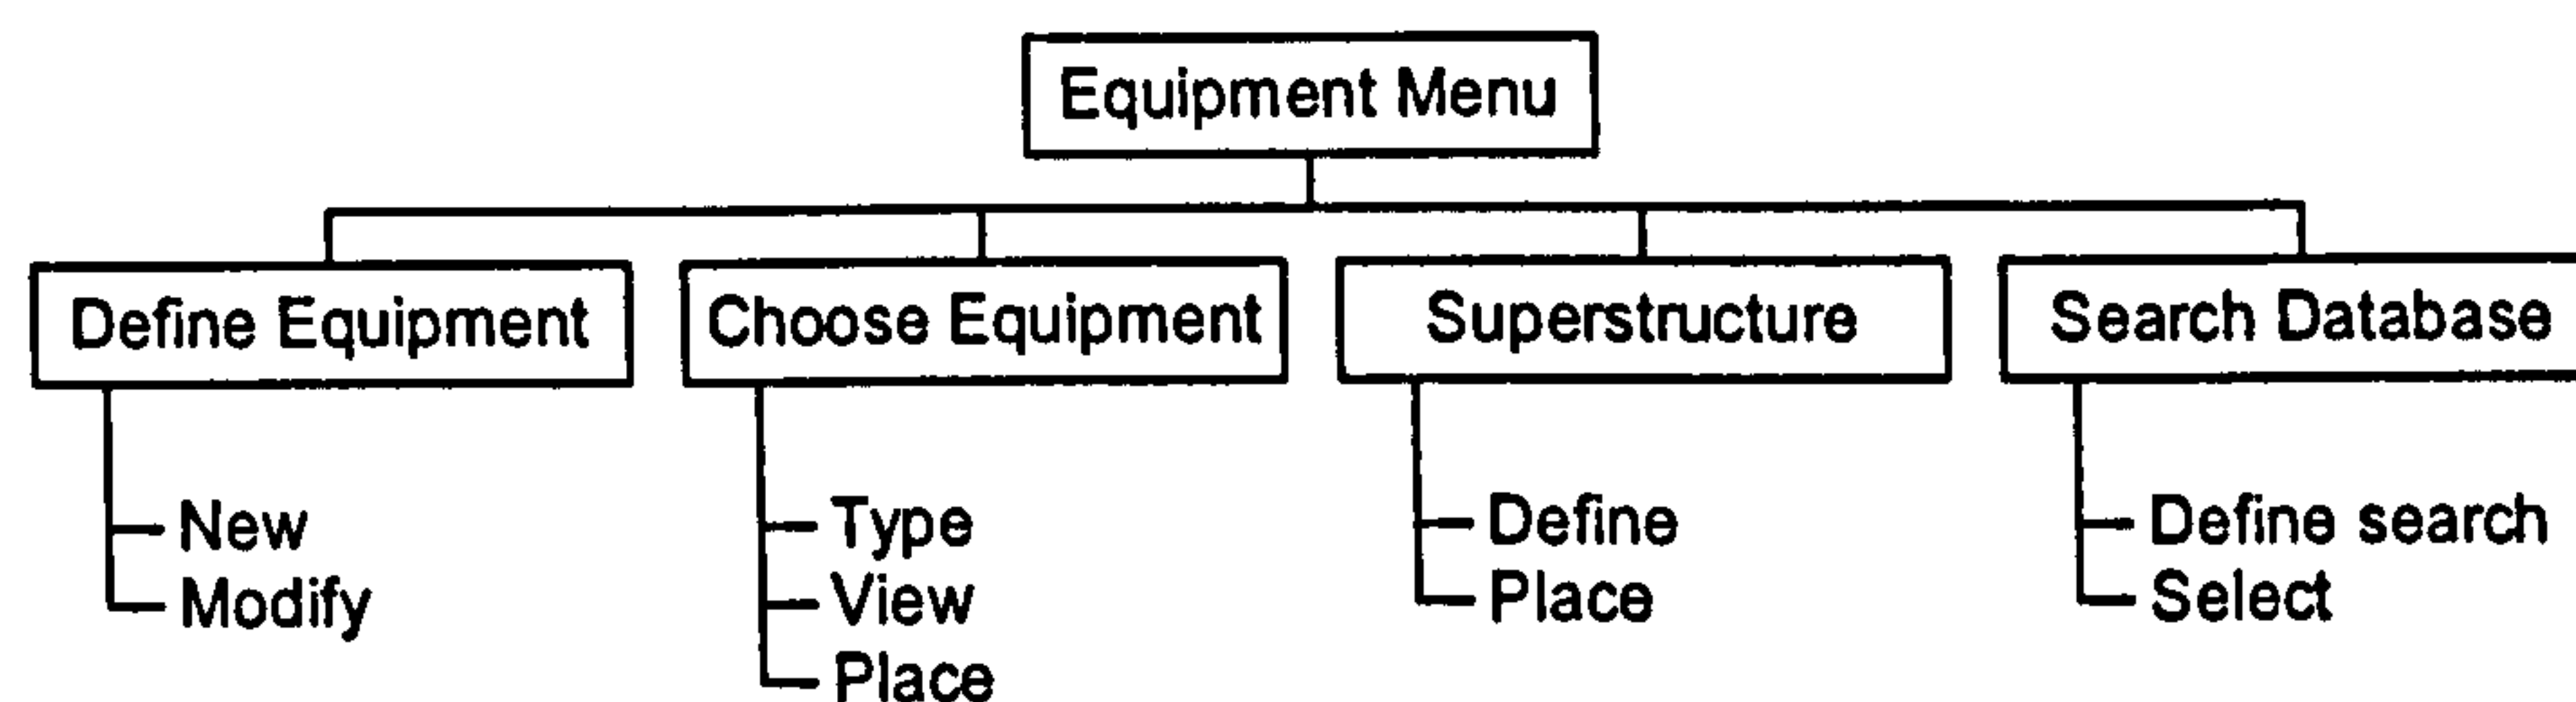 Equipment Menu
Define Equipment
Choose Equipment
Superstructure
Search Database
New
Modify
Type
View
Place
Define
Place
Define search
Select